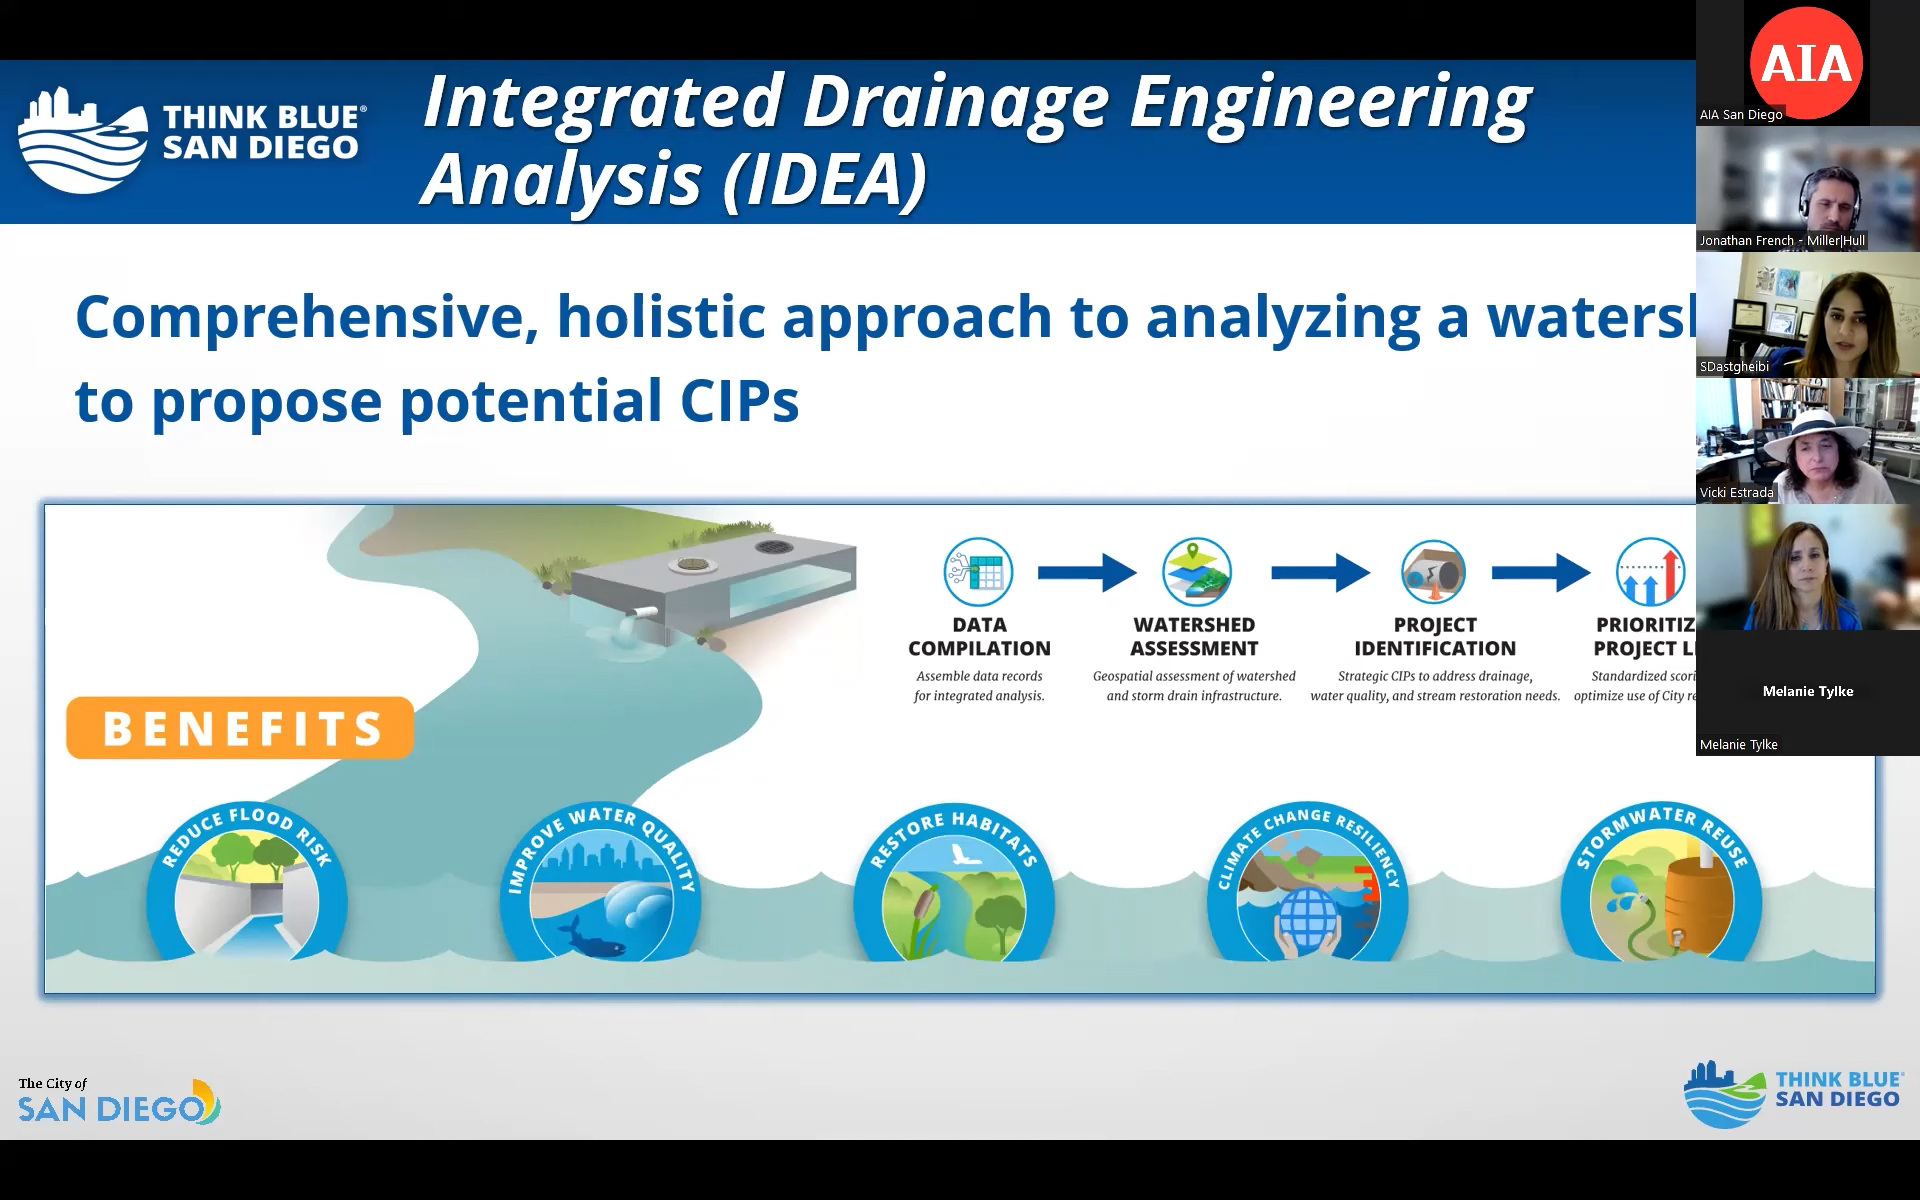 THINK BLUE®
SAN DIEGO
Integrated Drainage Engineering
Analysis (IDEA)
Comprehensive, holistic approach to analyzing a watersh
to propose potential CIPs
DATA
COMPILATION
Assemble data records
for integrated analysis.
WATERSHED
ASSESSMENT
Geospatial assessment of watershed
and storm drain infrastructure.
PROJECT
IDENTIFICATION
Strategic CIPs to address drainage,
water quality, and stream restoration needs.
PRIORITIZ
PROJECT LI
Standardized scori
optimize use of City re
BENEFITS
REDUCE FLOOD RISK
IMPROVE WATER QUALITY
RESTORE HABITATS
CLIMATE CHANGE RESILIENCY
STORMWATER REUSE
The City of
SAN DIEGO
THINK BLUE®
SAN DIEGO
AIA
AIA San Diego
Jonathan French - Miller|Hull
SDastgheibi
Vicki Estrada
Melanie Tylke
Melanie Tylke